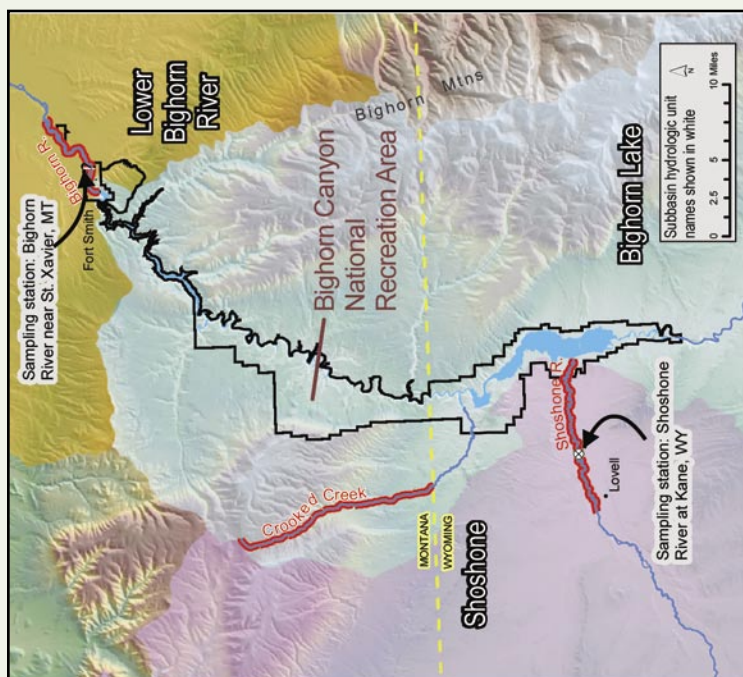 Sampling station: Bighorn
River near St. Xavier, MT
Bighorn R.
Fort Smith
Lower
Bighorn
River
Bighorn Mtns
Bighorn Canyon
National
Recreation Area
Crooked Creek
MONTANA
WYOMING
Shoshone
Shoshone R.
Lovell
Sampling station: Shoshone
River at Kane, WY
Bighorn Lake
Subbasin hydrologic unit
names shown in white
N
0 2.5 5 10 Miles